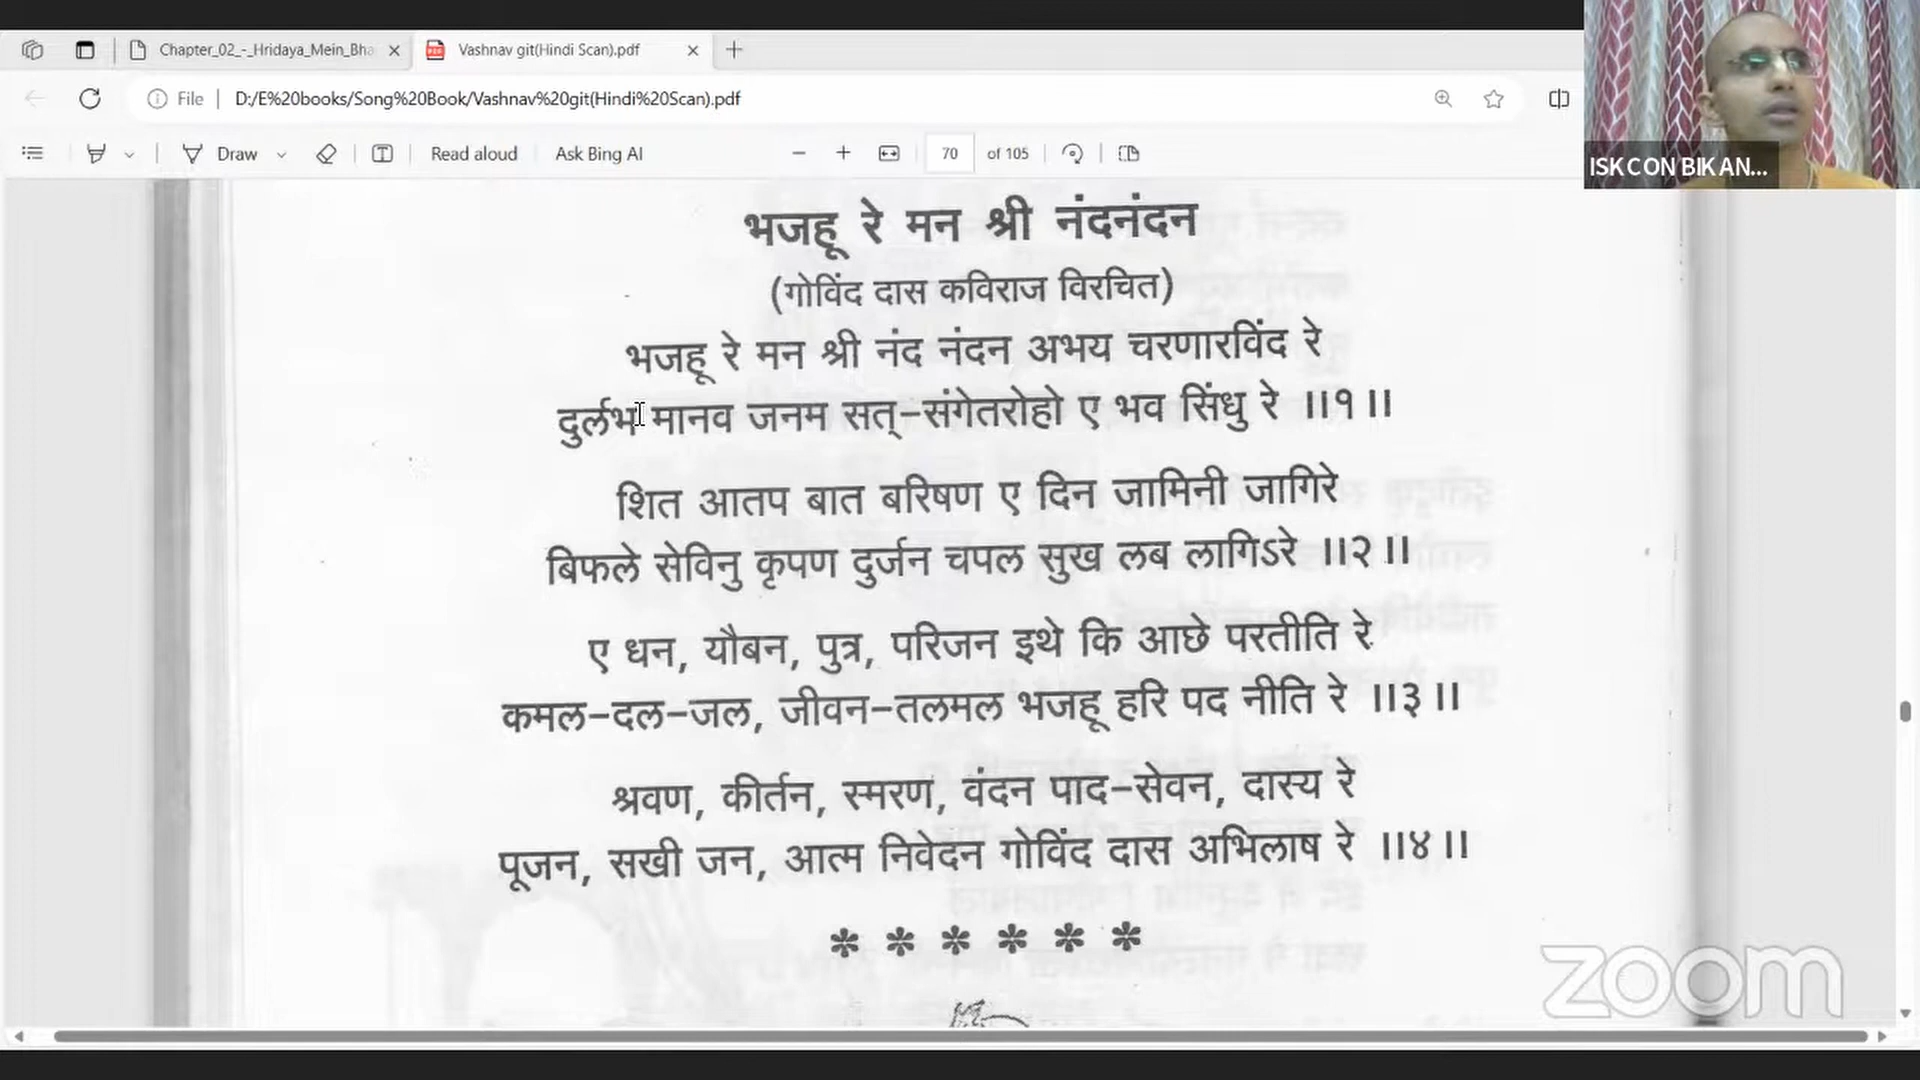 Chapter_02_-_Hridaya_Mein_Bha
Vashnav git(Hindi Scan).pdf
File
D:/E%20books/Song%20Book/Vashnav%20git(Hindi%20Scan).pdf
Draw
Read aloud
Ask Bing AI
70 of 105
ISKCON BIKAN...
भजहू रे मन श्री नंदनंदन
(गोविंद दास कविराज विरचित)
भजहू रे मन श्री नंद नंदन अभय चरणारविंद रे
दुर्लभ मानव जनम सत्-संगेतरोहो ए भव सिंधु रे ।।१।।
शित आतप बात बरिषण ए दिन जामिनी जागिरे
बिफले सेविनु कृपण दुर्जन चपल सुख लब लागिऽरे ।।२।।
ए धन, यौबन, पुत्र, परिजन इथे कि आछे परतीति रे
कमल-दल-जल, जीवन-तलमल भजहू हरि पद नीति रे ।।३।।
श्रवण, कीर्तन, स्मरण, वंदन पाद-सेवन, दास्य रे
पूजन, सखी जन, आत्म निवेदन गोविंद दास अभिलाष रे ।।४।।
* * * * * *
zoom